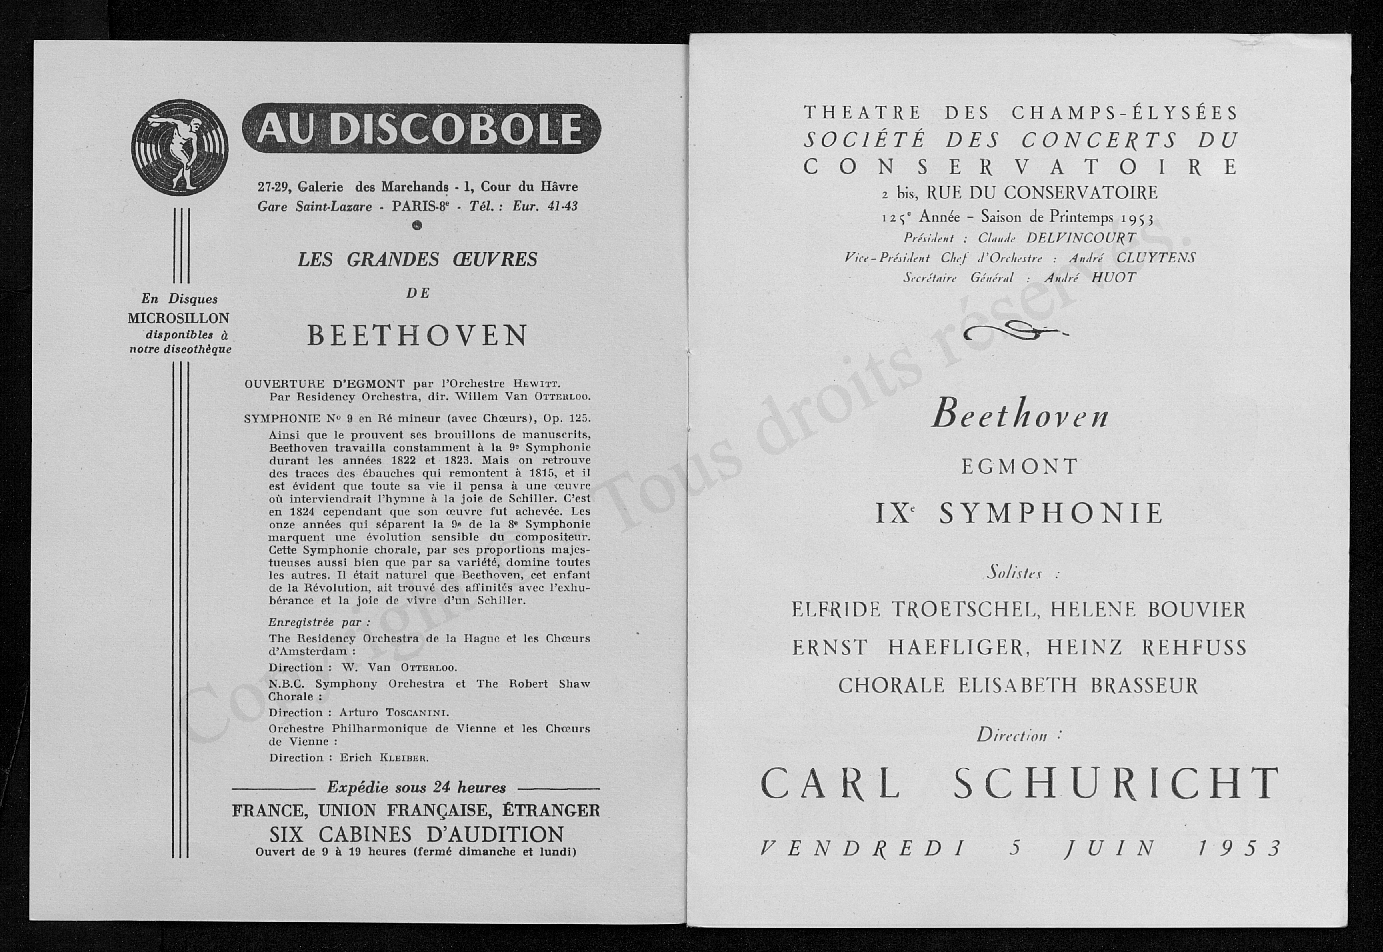 AU DISCOBOLE
27-29, Galerie des Marchands - 1, Cour du Hâvre
Gare Saint-Lazare - PARIS-8e - Tél. : Eur. 41-43
LES GRANDES ŒUVRES
DE
BEETHOVEN
En Disques
MICROSILLON
disponibles à
notre discothèque
OUVERTURE D'EGMONT par l'Orchestre HEWITT.
Par Residency Orchestra, dir. Willem Van OTTERLOO.
SYMPHONIE No 9 en Ré mineur (avec Chœurs), Op. 125.
Ainsi que le prouvent ses brouillons de manuscrits,
Beethoven travailla constamment à la 9e Symphonie
durant les années 1822 et 1823. Mais on retrouve
des traces des ébauches qui remontent à 1815, et il
est évident que toute sa vie il pensa à une œuvre
où interviendrait l'hymne à la joie de Schiller. C'est
en 1824 cependant que son œuvre fut achevée. Les
onze années qui séparent la 9e de la 8e Symphonie
marquent une évolution sensible du compositeur.
Cette Symphonie chorale, par ses proportions majes-
tueuses aussi bien que par sa variété, domine toutes
les autres. Il était naturel que Beethoven, cet enfant
de la Révolution, ait trouvé des affinités avec l'exhu-
bérance et la joie de vivre d'un Schiller.
Enregistrée par :
The Residency Orchestra de la Hague et les Chœurs
d'Amsterdam :
Direction : W. Van OTTERLOO.
N.B.C. Symphony Orchestra et The Robert Shaw
Chorale :
Direction : Arturo TOSCANINI.
Orchestre Philharmonique de Vienne et les Chœurs
de Vienne :
Direction : Erich KLEIBER.
Expédie sous 24 heures
FRANCE, UNION FRANÇAISE, ÉTRANGER
SIX CABINES D'AUDITION
Ouvert de 9 à 19 heures (fermé dimanche et lundi)
THEATRE DES CHAMPS-ÉLYSÉES
SOCIÉTÉ DES CONCERTS DU
CONSERVATOIRE
2 bis, RUE DU CONSERVATOIRE
125e Année - Saison de Printemps 1953
Président : Claude DELVINCOURT
Vice-Président Chef d'Orchestre : André CLUYTENS
Secrétaire Général : André HUOT
Beethoven
EGMONT
IXe SYMPHONIE
Solistes :
ELFRIDE TROETSCHEL, HELENE BOUVIER
ERNST HAEFLIGER, HEINZ REHFUSS
CHORALE ELISABETH BRASSEUR
Direction :
CARL SCHURICHT
VENDREDI 5 JUIN 1953
Copyright © Tous droits réservés.